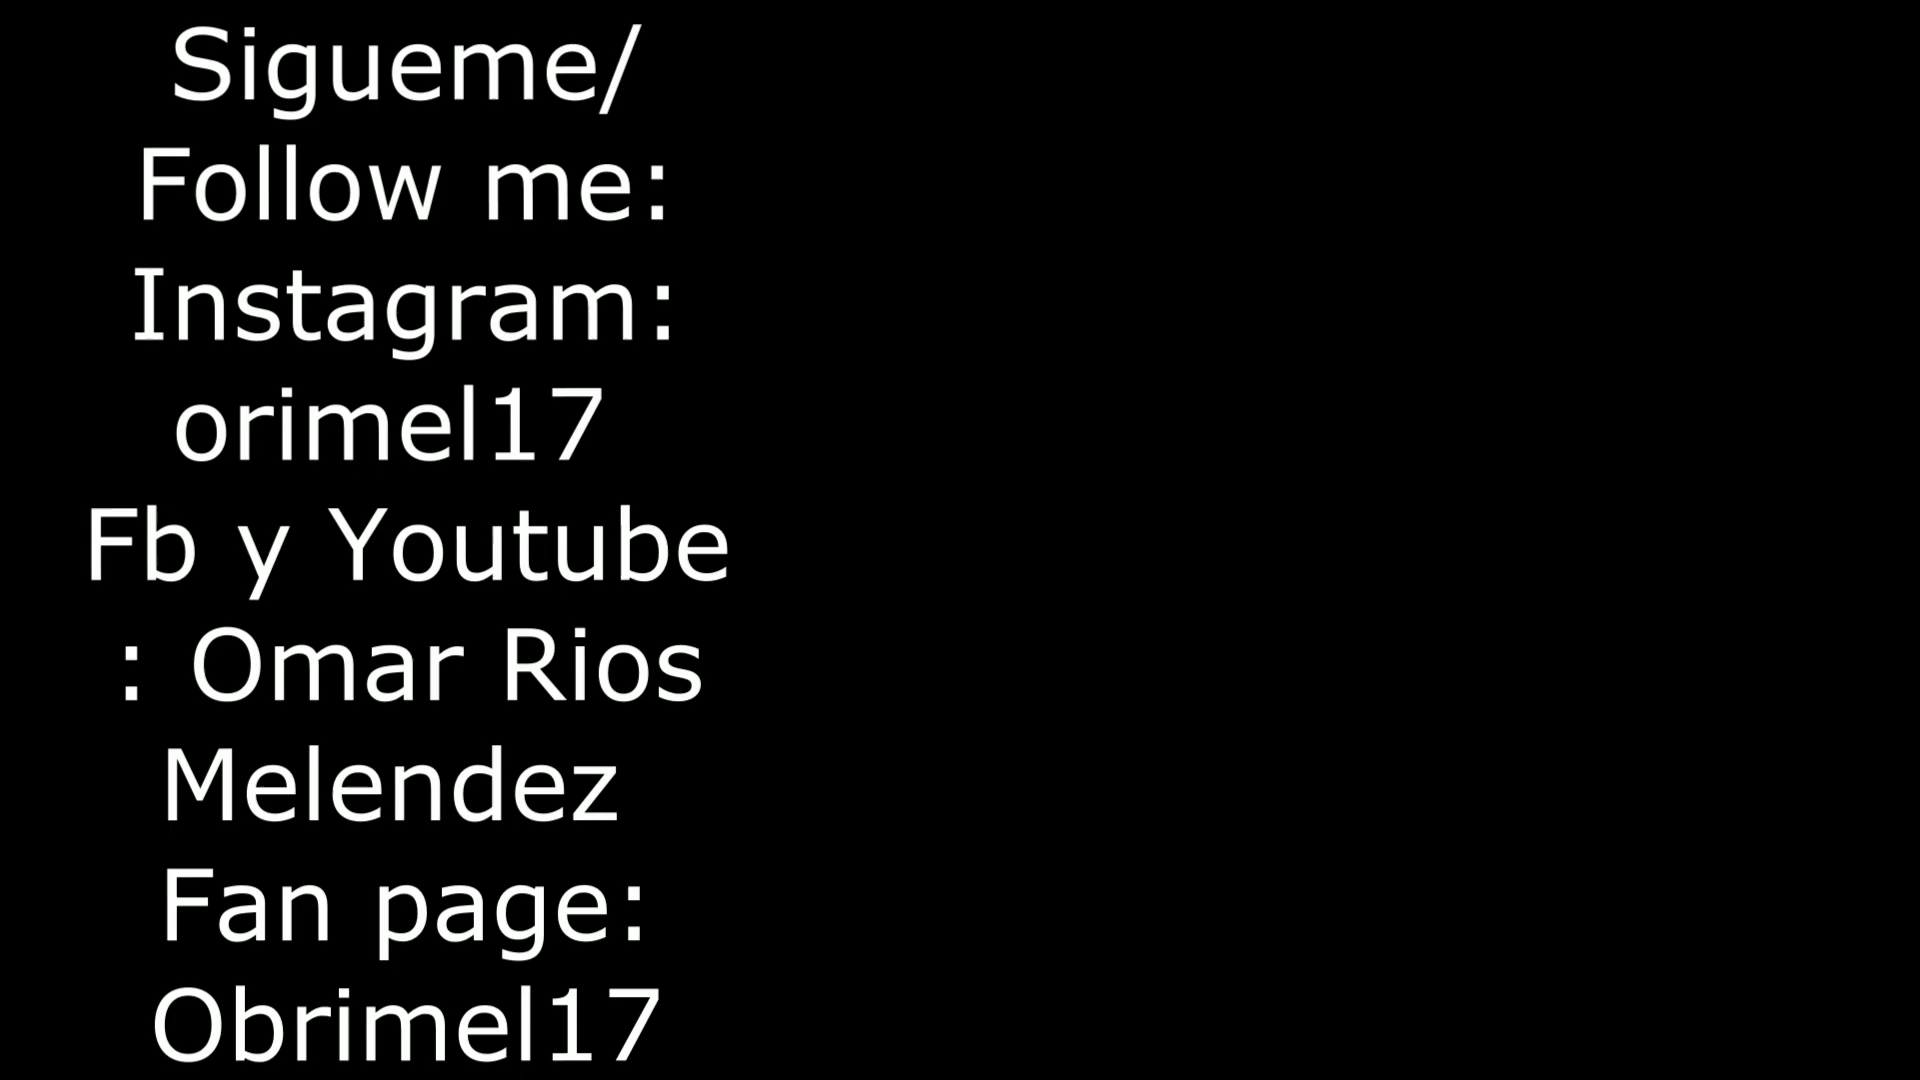 Sigueme/
Follow me:
Instagram:
orimel17
Fb y Youtube
: Omar Rios
Melendez
Fan page:
Obrimel17